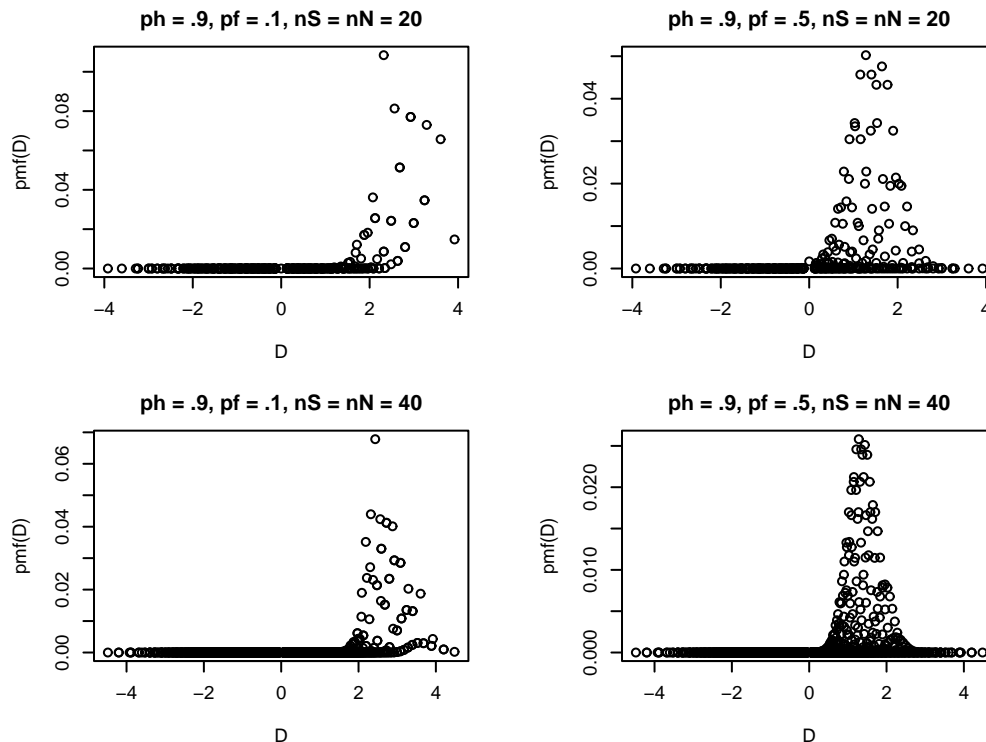 ph = .9, pf = .1, nS = nN = 20
pmf(D)
0.00 0.04 0.08
−4 −2 0 2 4
D
ph = .9, pf = .5, nS = nN = 20
pmf(D)
0.00 0.02 0.04
−4 −2 0 2 4
D
ph = .9, pf = .1, nS = nN = 40
pmf(D)
0.00 0.02 0.04 0.06
−4 −2 0 2 4
D
ph = .9, pf = .5, nS = nN = 40
pmf(D)
0.000 0.010 0.020
−4 −2 0 2 4
D